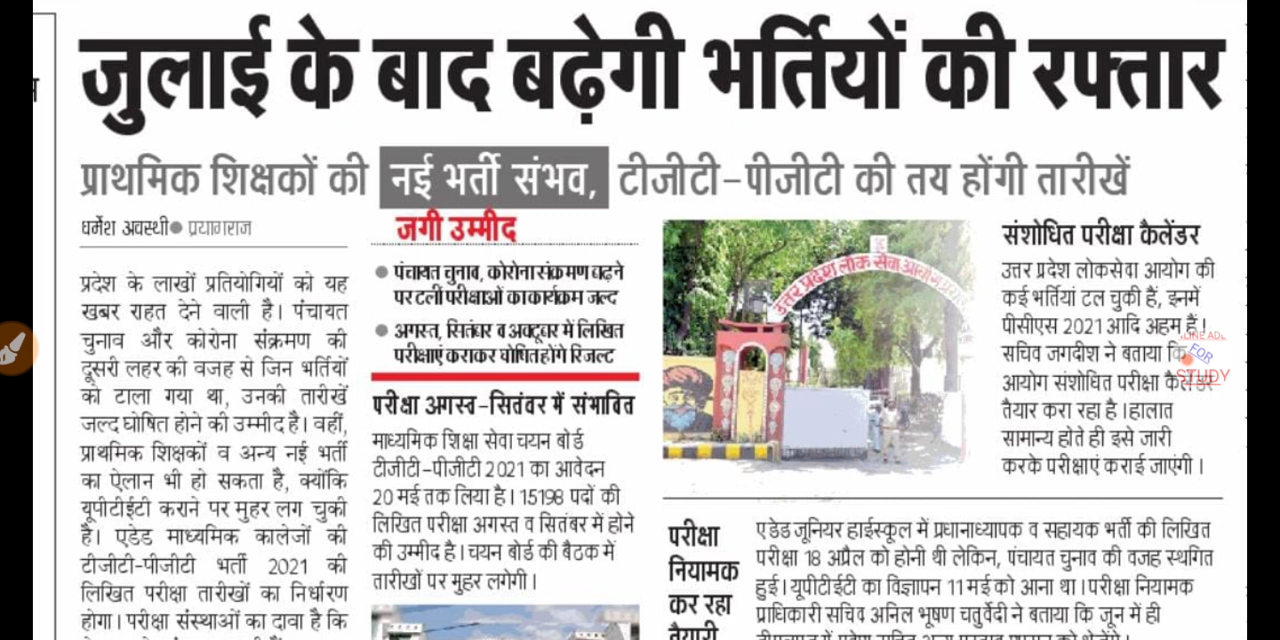 जुलाई के बाद बढ़ेगी भर्तियों की रफ्तार
प्राथमिक शिक्षकों की नई भर्ती संभव, टीजीटी-पीजीटी की तय होंगी तारीखें
धर्मेश अवस्थी● प्रयागराज
प्रदेश के लाखों प्रतियोगियों को यह
खबर राहत देने वाली है। पंचायत
चुनाव और कोरोना संक्रमण की
दूसरी लहर की वजह से जिन भर्तियों
को टाला गया था, उनकी तारीखें
जल्द घोषित होने की उम्मीद है। वहीं,
प्राथमिक शिक्षकों व अन्य नई भर्ती
का ऐलान भी हो सकता है, क्योंकि
यूपीटीईटी कराने पर मुहर लग चुकी
है। एडेड माध्यमिक कालेजों की
टीजीटी-पीजीटी भर्ती 2021 की
लिखित परीक्षा तारीखों का निर्धारण
होगा। परीक्षा संस्थाओं का दावा है कि
जगी उम्मीद
● पंचायत चुनाव, कोरोना संक्रमण बढ़ने
पर टलीं परीक्षाओं का कार्यक्रम जल्द
● अगस्त, सितंबर व अक्टूबर में लिखित
परीक्षाएं कराकर घोषित होंगे रिजल्ट
परीक्षा अगस्त-सितंबर में संभावित
माध्यमिक शिक्षा सेवा चयन बोर्ड
टीजीटी-पीजीटी 2021 का आवेदन
20 मई तक लिया है। 15198 पदों की
लिखित परीक्षा अगस्त व सितंबर में होने
की उम्मीद है। चयन बोर्ड की बैठक में
तारीखों पर मुहर लगेगी।
उत्तर प्रदेश लोक सेवा आयोग
संशोधित परीक्षा कैलेंडर
उत्तर प्रदेश लोकसेवा आयोग की
कई भर्तियां टल चुकी हैं, इनमें
पीसीएस 2021 आदि अहम हैं।
सचिव जगदीश ने बताया कि
आयोग संशोधित परीक्षा
तैयार करा रहा है। हालात
सामान्य होते ही इसे जारी
करके परीक्षाएं कराई जाएंगी।
FOR
STUDY
परीक्षा
नियामक
कर रहा
तैयारी
एडेड जूनियर हाईस्कूल में प्रधानाध्यापक व सहायक भर्ती की लिखित
परीक्षा 18 अप्रैल को होनी थी लेकिन, पंचायत चुनाव की वजह स्थगित
हुई। यूपीटीईटी का विज्ञापन 11 मई को आना था। परीक्षा नियामक
प्राधिकारी सचिव अनिल भूषण चतुर्वेदी ने बताया कि जून में ही